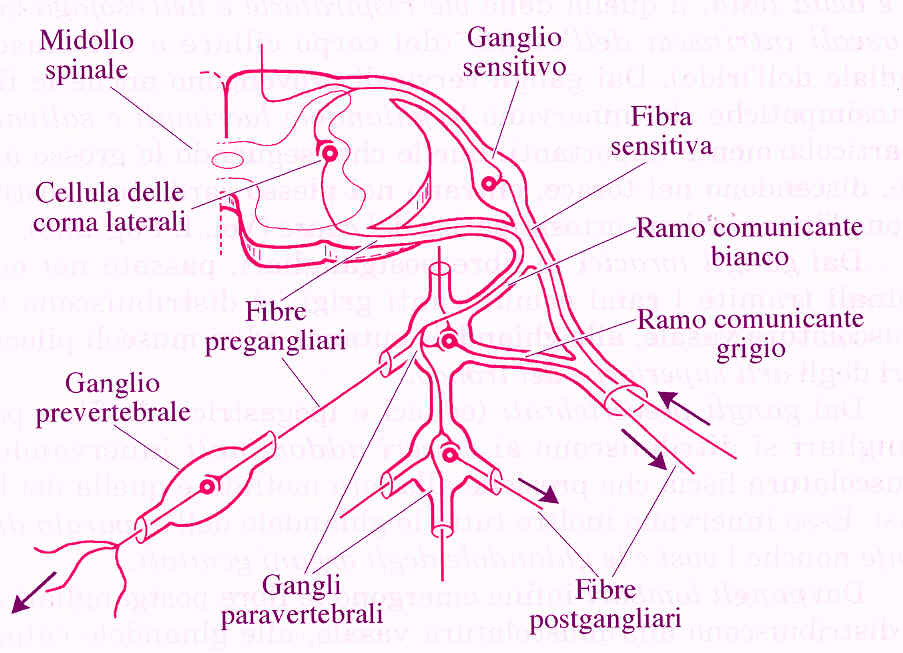 Midollo
spinale
Ganglio
sensitivo
Fibra
sensitiva
Cellula delle
corna laterali
Ramo comunicante
bianco
Fibre
pregangliari
Ramo comunicante
grigio
Ganglio
prevertebrale
Gangli
paravertebrali
Fibre
postgangliari